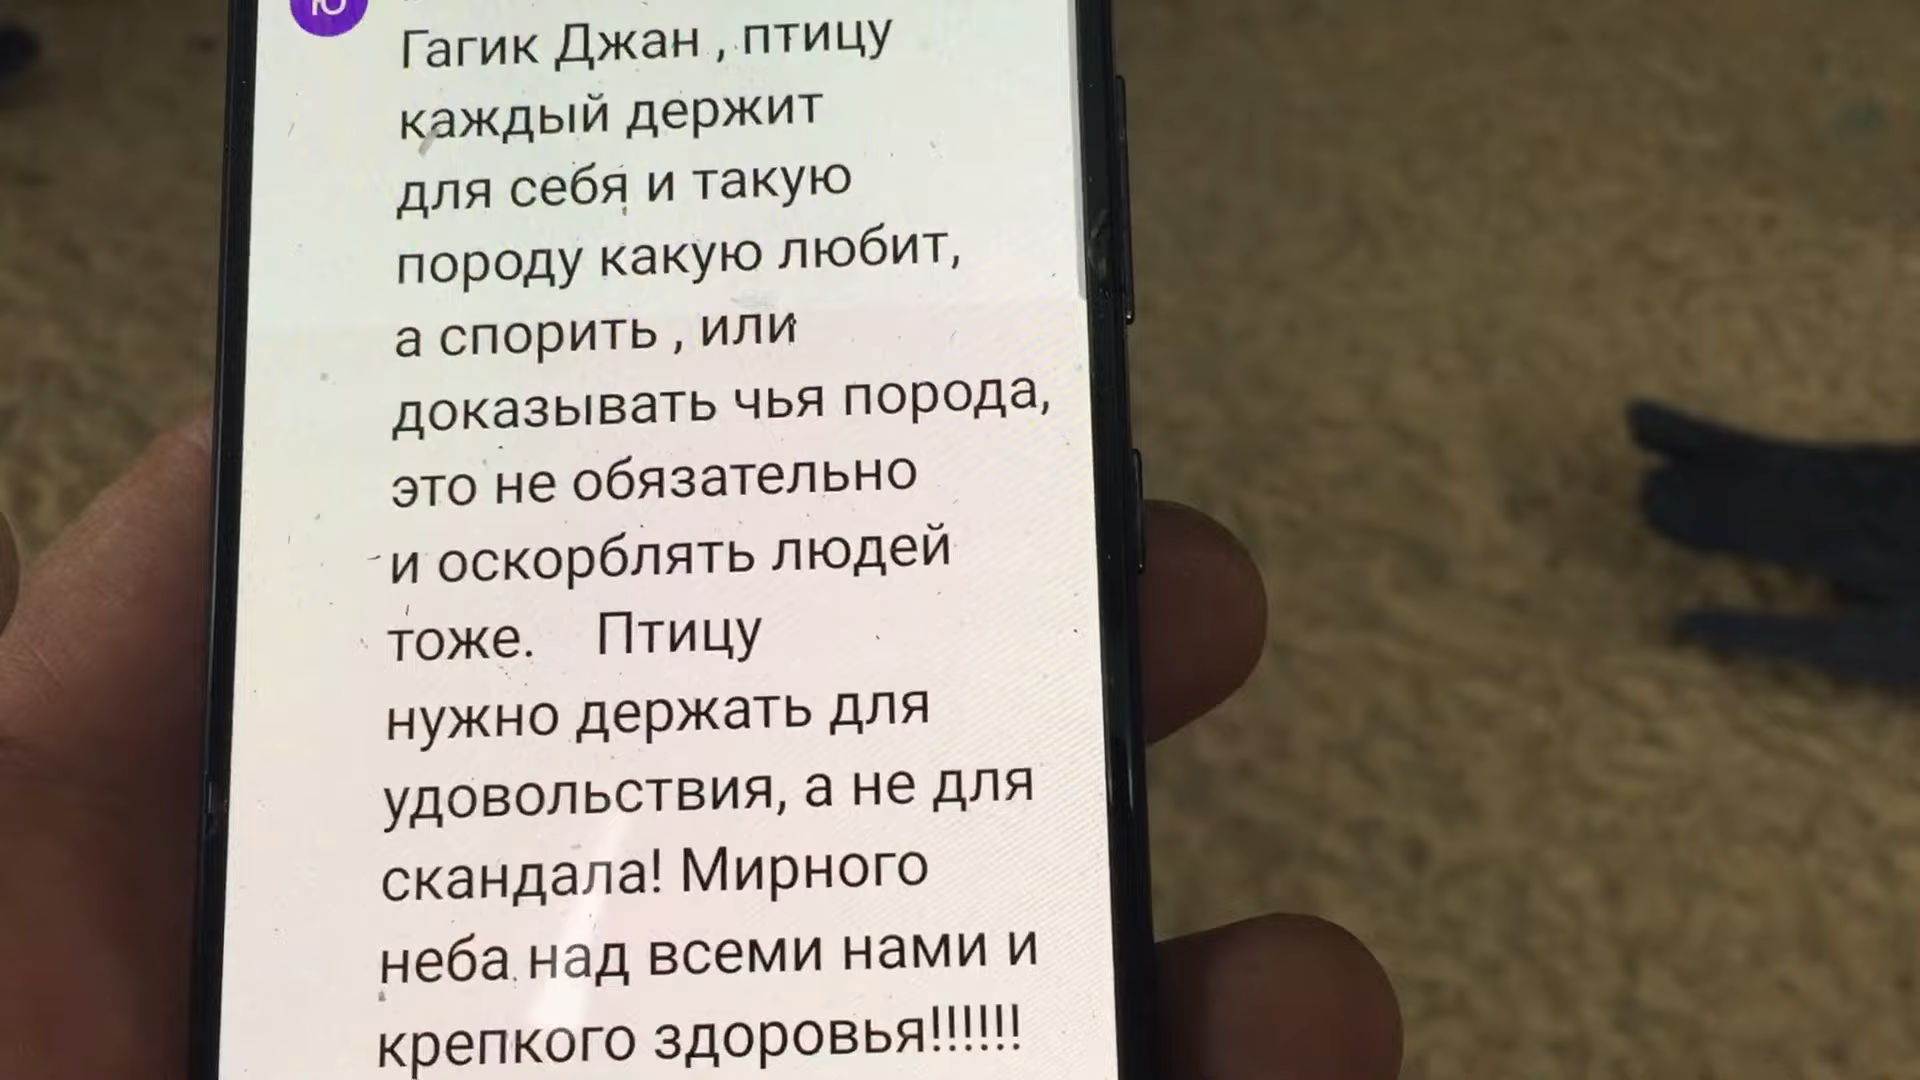 Ю
Гагик Джан , птицу
каждый держит
для себя и такую
породу какую любит,
а спорить , или
доказывать чья порода,
это не обязательно
и оскорблять людей
тоже. Птицу
нужно держать для
удовольствия, а не для
скандала! Мирного
неба над всеми нами и
крепкого здоровья!!!!!!